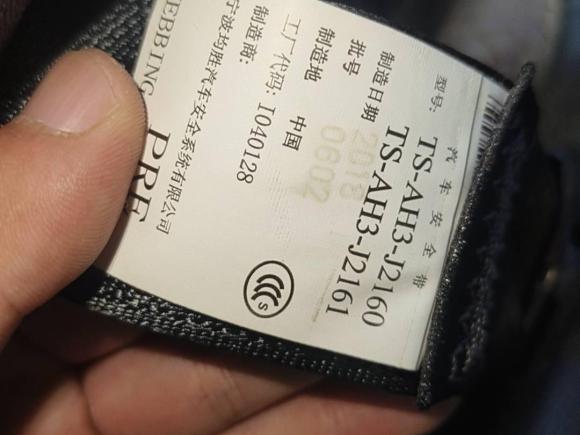 汽车安全带
型号: TS-AH3-J2160
TS-AH3-J2161
制造日期 2018
批号 0602
制造地 中国
工厂代码: I040128
制造商:
宁波均胜汽车安全系统有限公司
EBBING
PRE
S